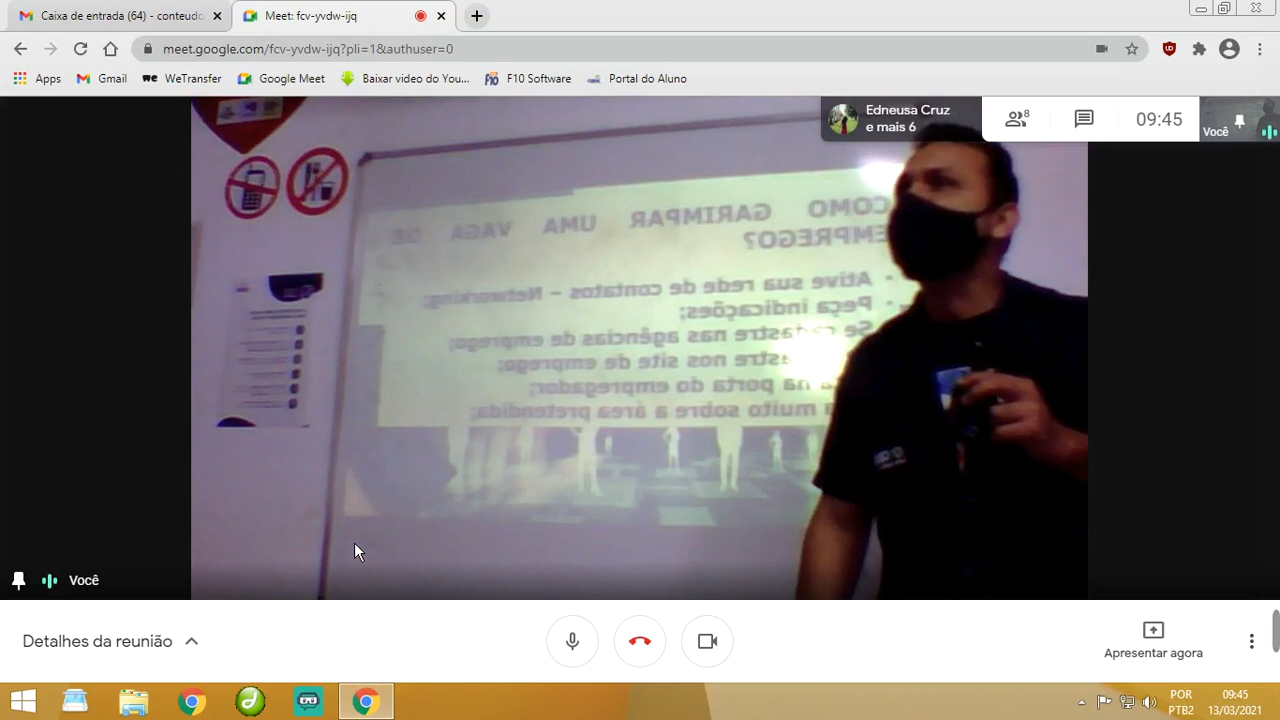 Caixa de entrada (64) - conteudo
Meet: fcv-yvdw-ijq
meet.google.com/fcv-yvdw-ijq?pli=1&authuser=0
Apps
Gmail
WeTransfer
Google Meet
Baixar video do You...
F10 Software
Portal do Aluno
Edneusa Cruz
e mais 6
8
09:45
Você
COMO GARIMPAR UMA VAGA DE
EMPREGO?
- Ative sua rede de contatos – Networking;
- Peça indicações;
Se cadastre nas agências de emprego;
nos site de emprego;
na porta do empregador;
muito sobre a área pretendida;
Você
Detalhes da reunião
Apresentar agora
POR
PTB2
09:45
13/03/2021